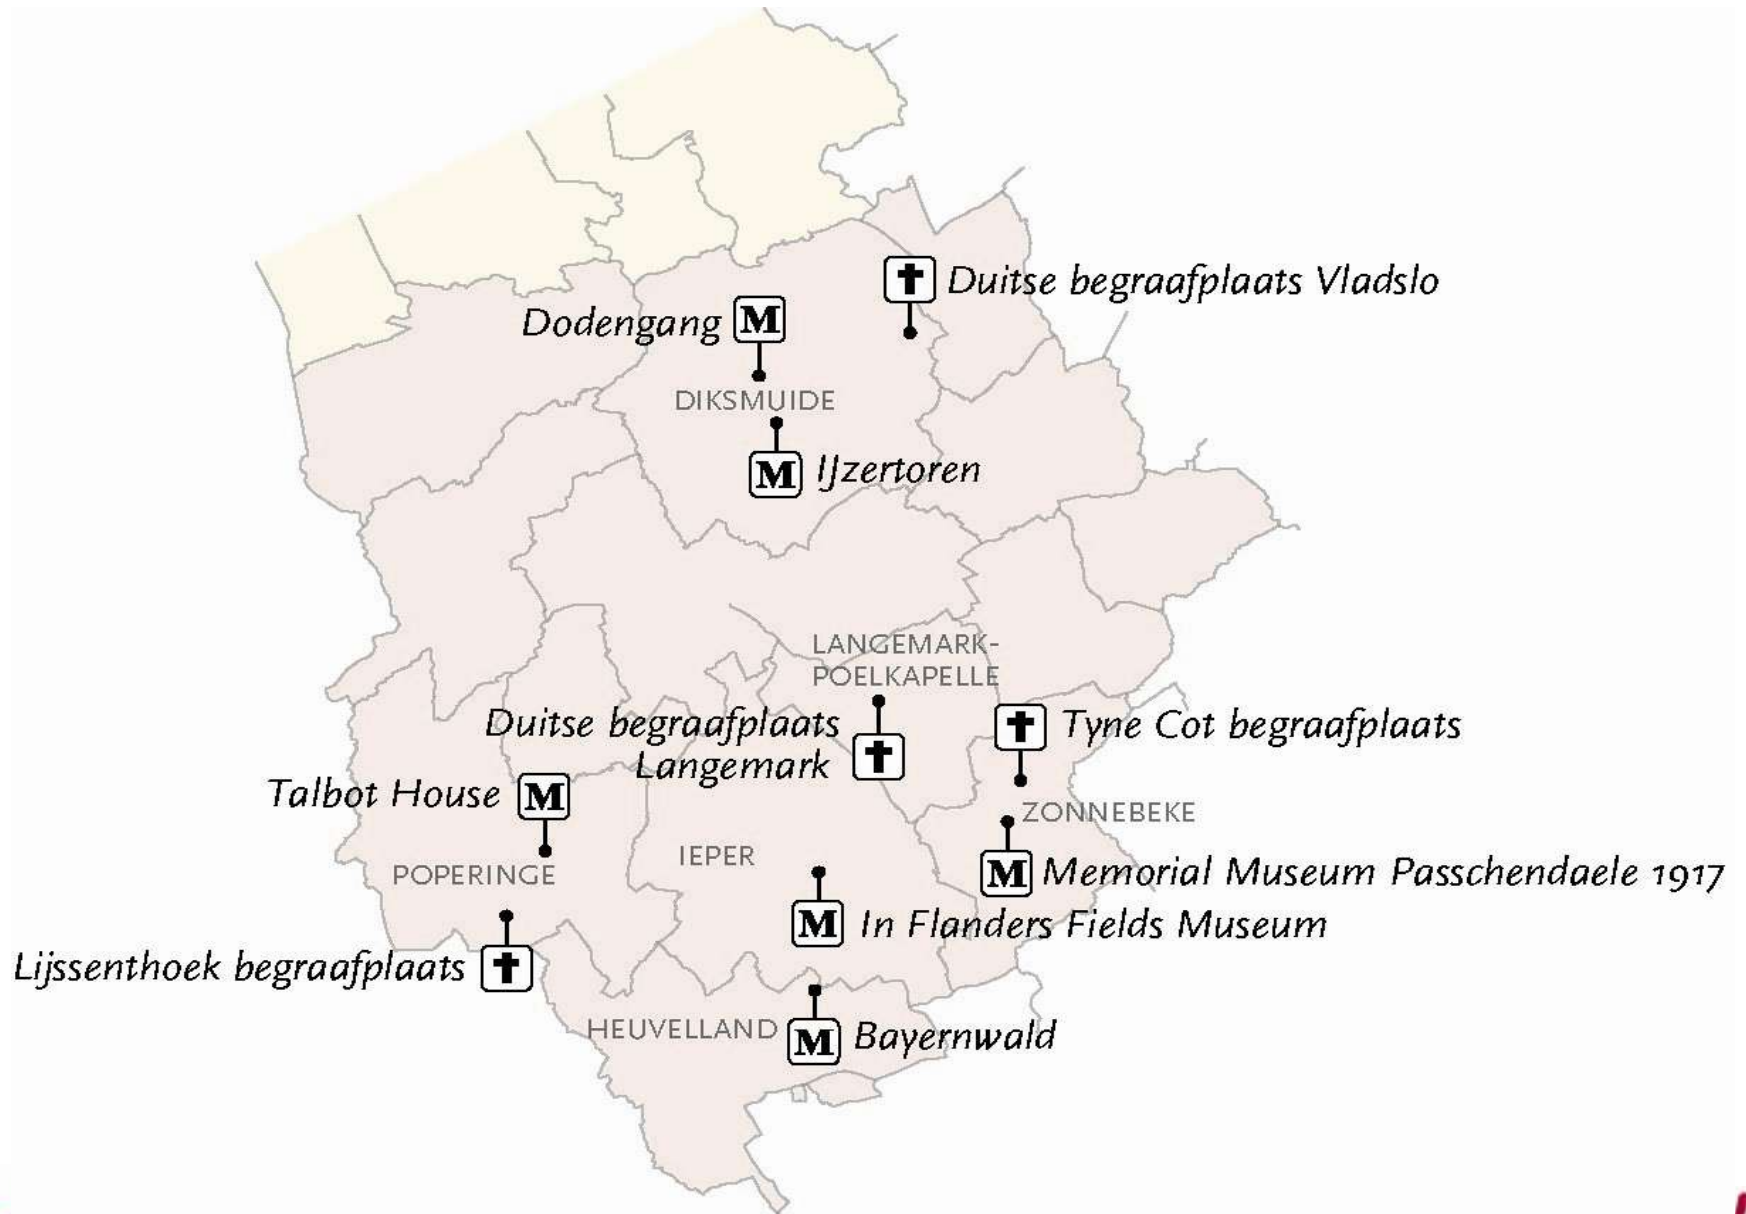 Duitse begraafplaats Vladslo
Dodengang M
DIKSMUIDE
M IJzertoren
LANGEMARK-
POELKAPELLE
Duitse begraafplaats
Langemark
Tyne Cot begraafplaats
Talbot House M
ZONNEBEKE
IEPER
POPERINGE
M Memorial Museum Passchendaele 1917
M In Flanders Fields Museum
Lijssenthoek begraafplaats
HEUVELLAND
M Bayernwald